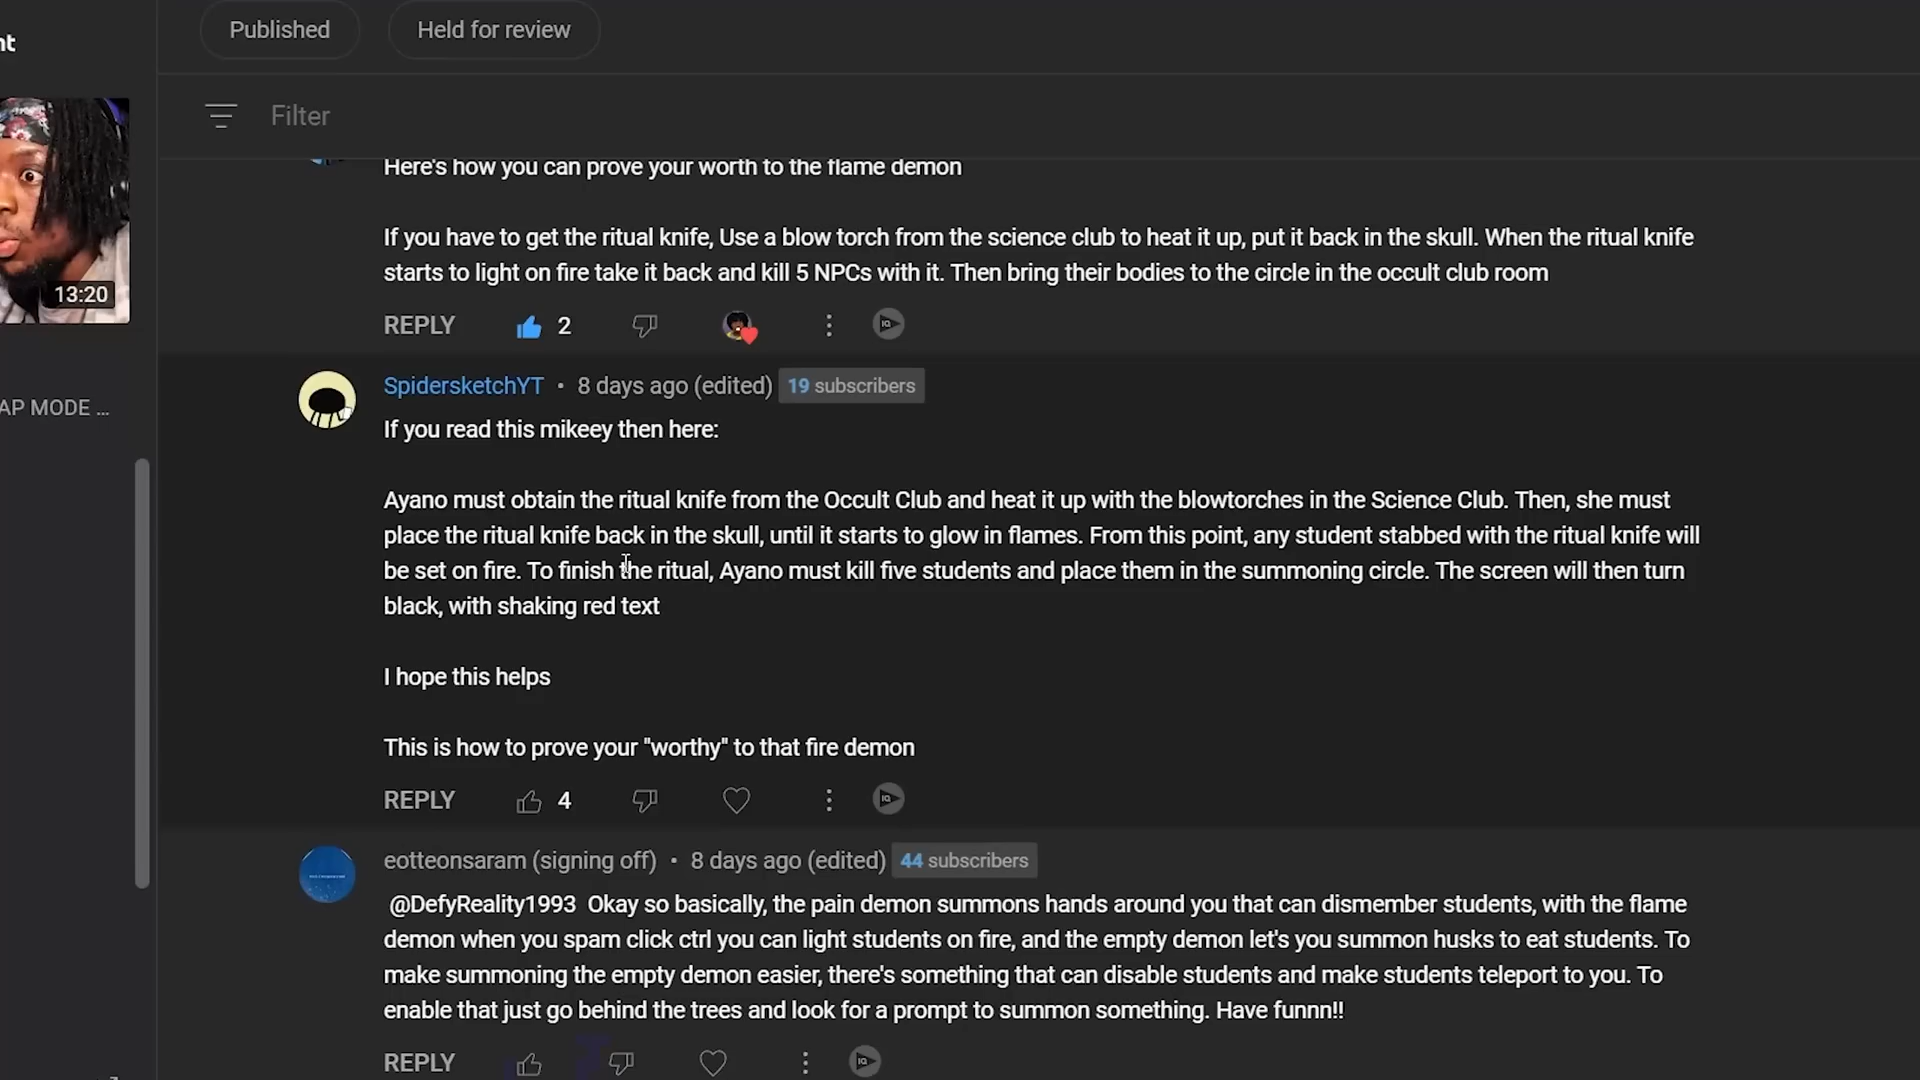 Published
Held for review
nt
Filter
13:20
AP MODE ...
Here's how you can prove your worth to the flame demon
If you have to get the ritual knife, Use a blow torch from the science club to heat it up, put it back in the skull. When the ritual knife
starts to light on fire take it back and kill 5 NPCs with it. Then bring their bodies to the circle in the occult club room
REPLY 2
SpidersketchYT • 8 days ago (edited) 19 subscribers
If you read this mikeey then here:
Ayano must obtain the ritual knife from the Occult Club and heat it up with the blowtorches in the Science Club. Then, she must
place the ritual knife back in the skull, until it starts to glow in flames. From this point, any student stabbed with the ritual knife will
be set on fire. To finish the ritual, Ayano must kill five students and place them in the summoning circle. The screen will then turn
black, with shaking red text
I hope this helps
This is how to prove your "worthy" to that fire demon
REPLY 4
eotteonsaram (signing off) • 8 days ago (edited) 44 subscribers
@DefyReality1993 Okay so basically, the pain demon summons hands around you that can dismember students, with the flame
demon when you spam click ctrl you can light students on fire, and the empty demon let's you summon husks to eat students. To
make summoning the empty demon easier, there's something that can disable students and make students teleport to you. To
enable that just go behind the trees and look for a prompt to summon something. Have funnn!!
REPLY